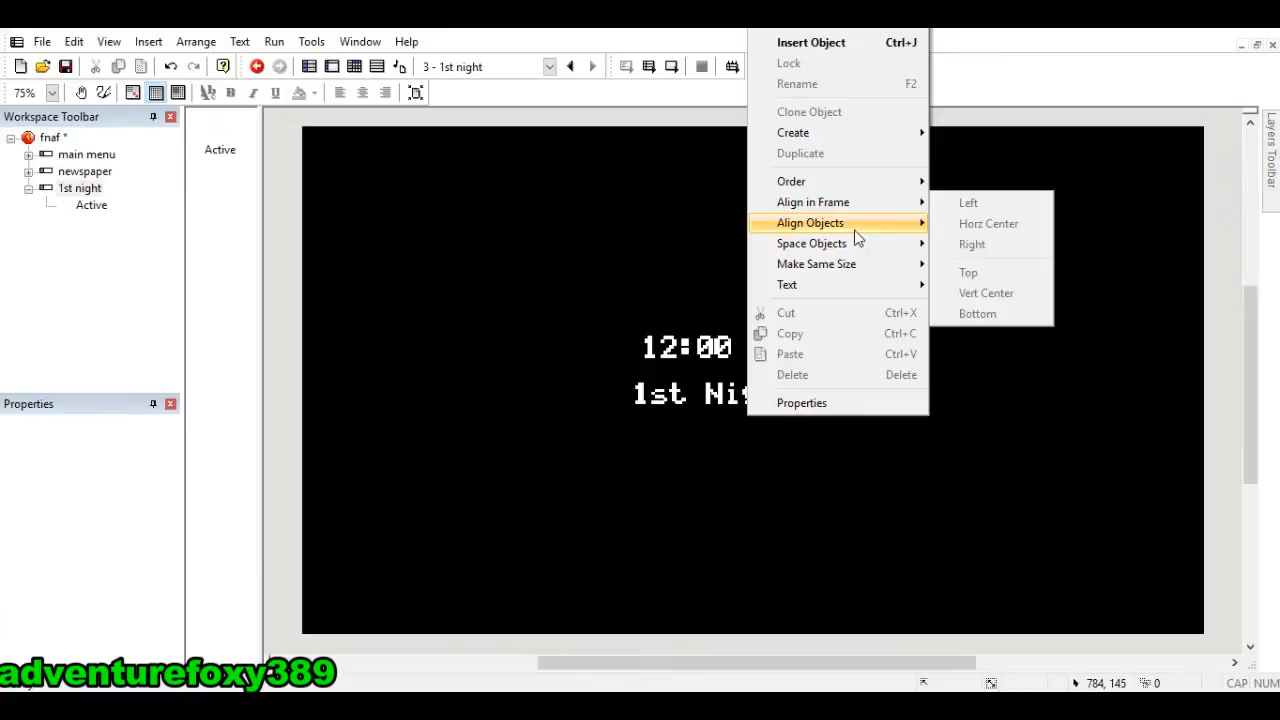 File Edit View Insert Arrange Text Run Tools Window Help
3 - 1st night
75% B I U
Workspace Toolbar
fnaf *
main menu
newspaper
1st night
Active
Properties
Active
12:00
1st Ni
Insert Object Ctrl+J
Lock
Rename F2
Clone Object
Create
Duplicate
Order
Align in Frame
Align Objects
Space Objects
Make Same Size
Text
Cut Ctrl+X
Copy Ctrl+C
Paste Ctrl+V
Delete Delete
Properties
Left
Horz Center
Right
Top
Vert Center
Bottom
Layers Toolbar
adventurefoxy389
784, 145 0 CAP NUM